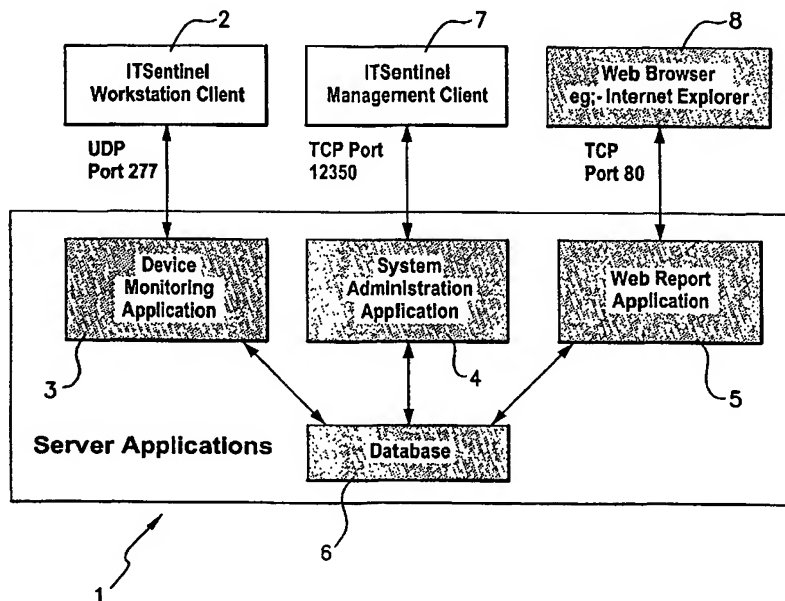 2
7
8
ITSentinel
Workstation Client
ITSentinel
Management Client
Web Browser
eg;- Internet Explorer
UDP
Port 277
TCP Port
12350
TCP
Port 80
Device
Monitoring
Application
System
Administration
Application
Web Report
Application
3
4
5
Server Applications
Database
6
1